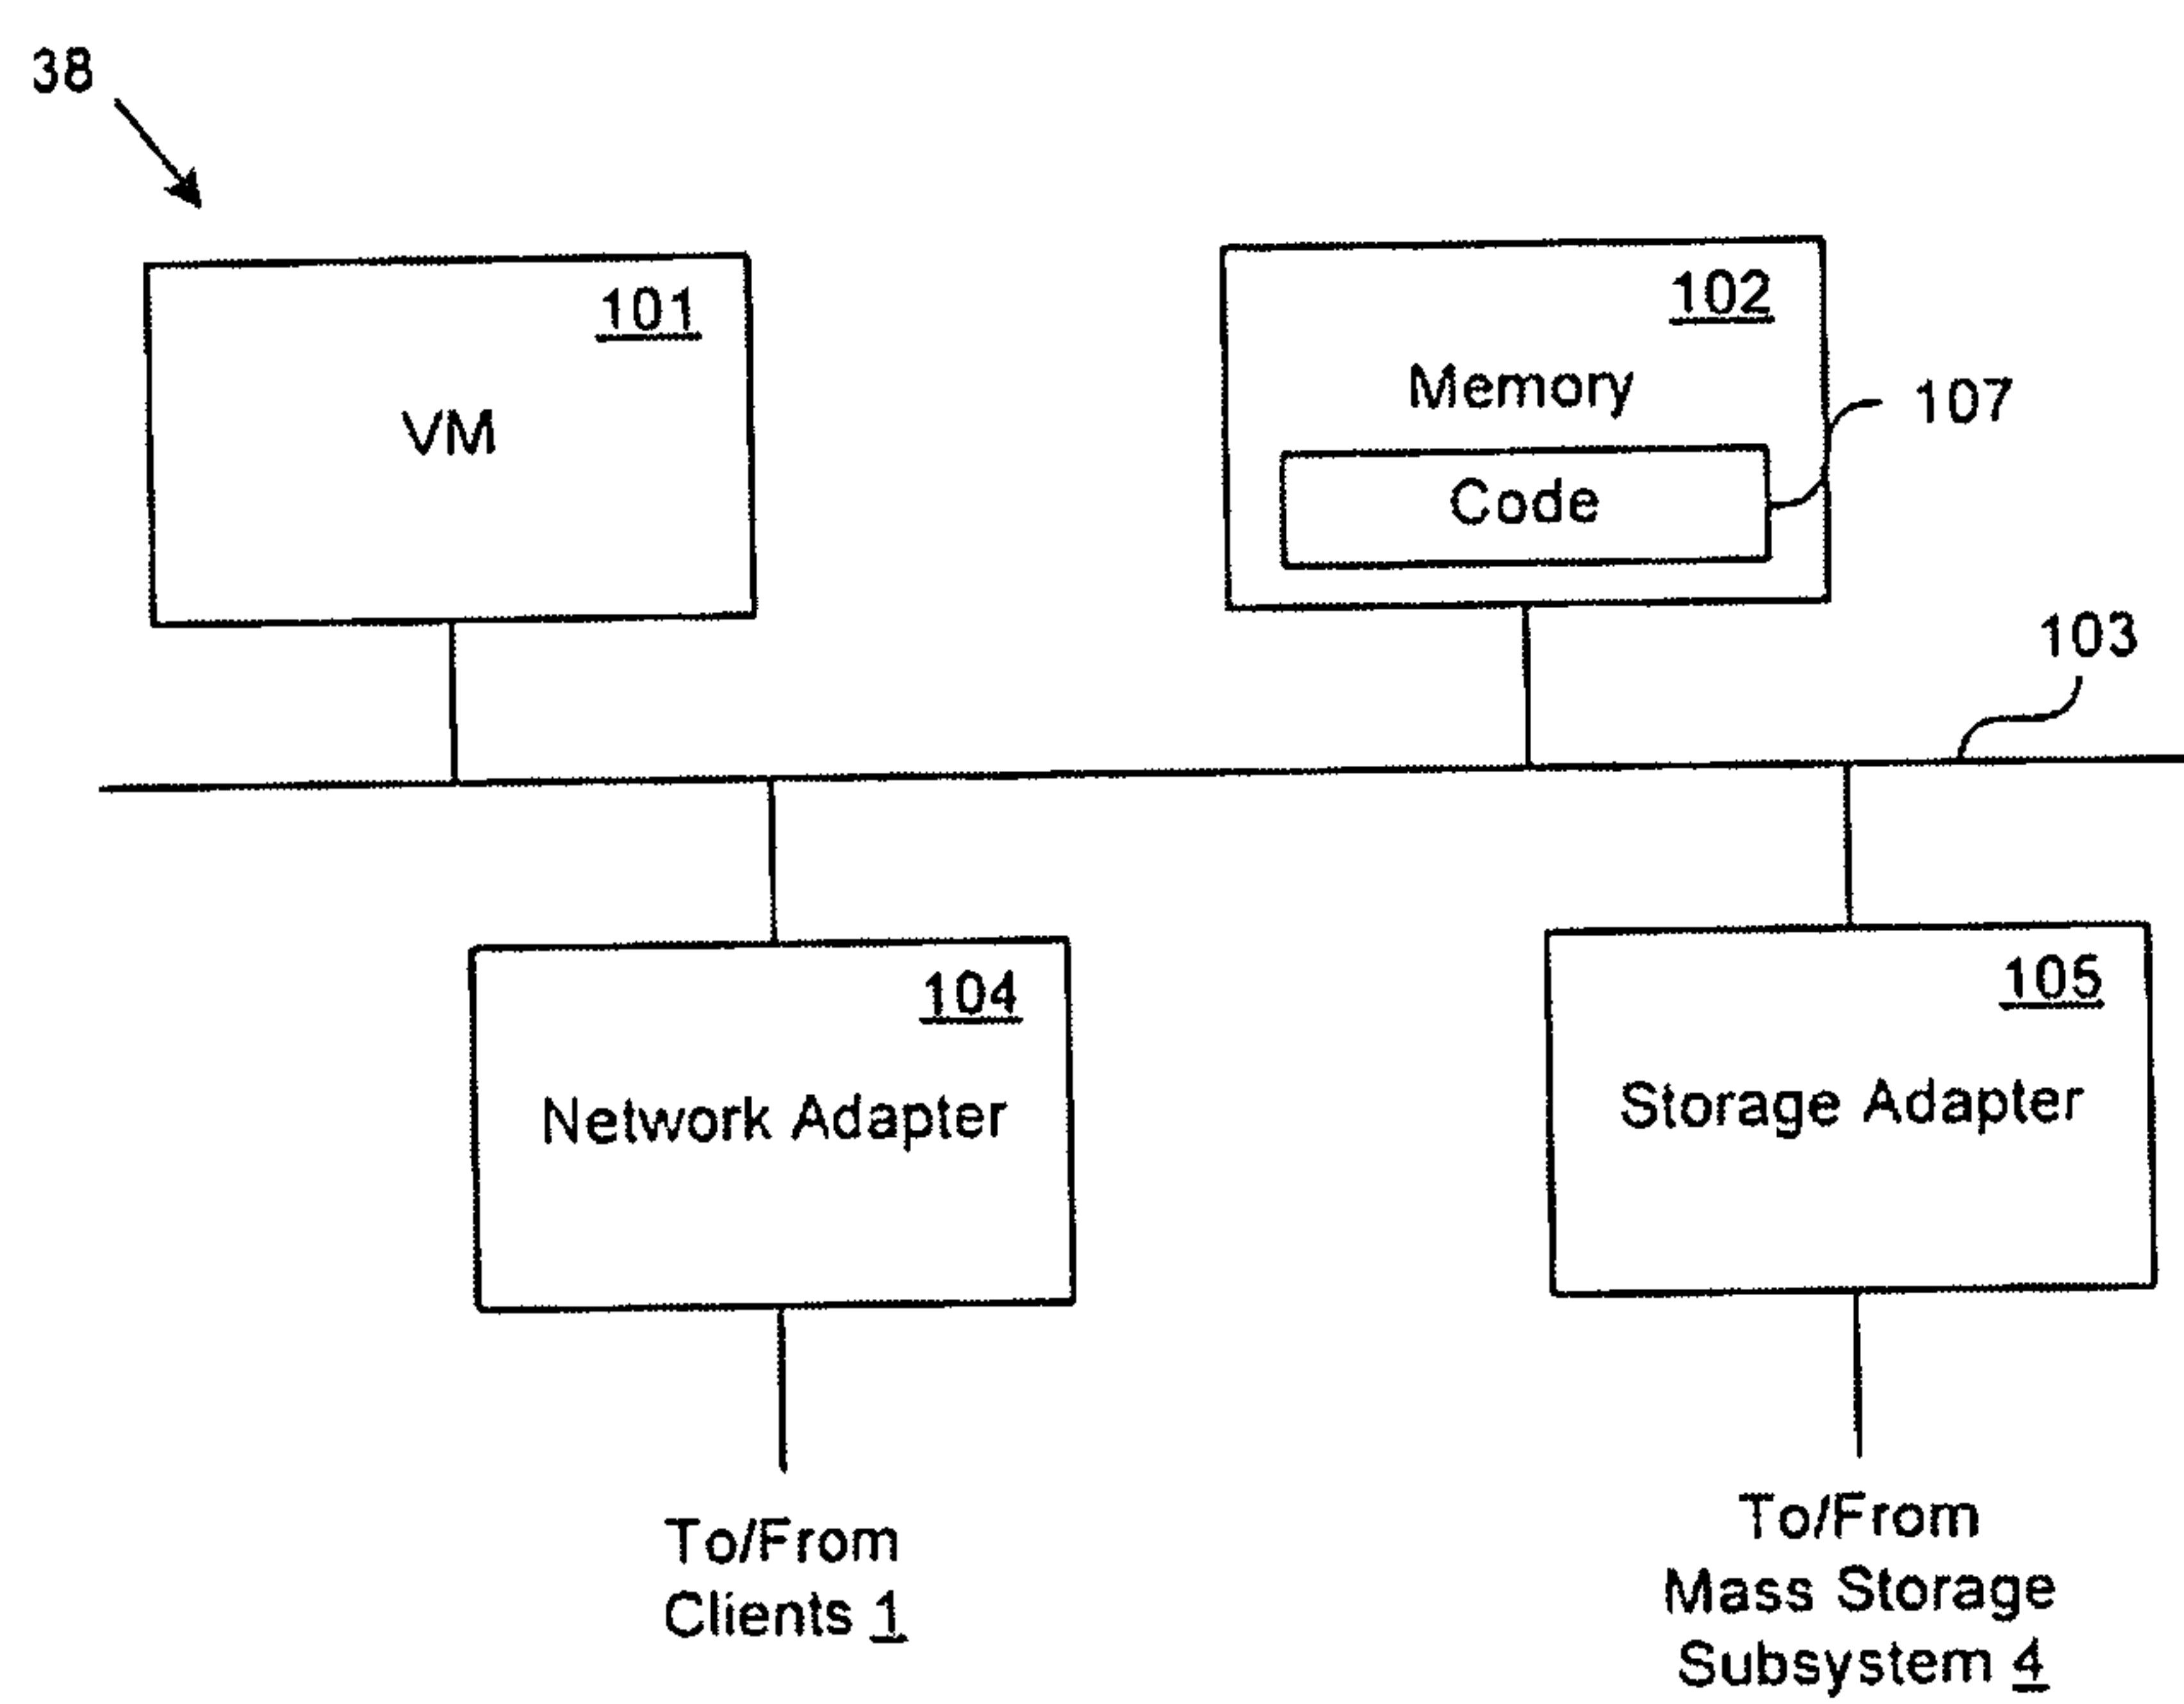 38
101
VM
102
Memory
107
Code
103
104
Network Adapter
105
Storage Adapter
To/From
Clients 1
To/From
Mass Storage
Subsystem 4